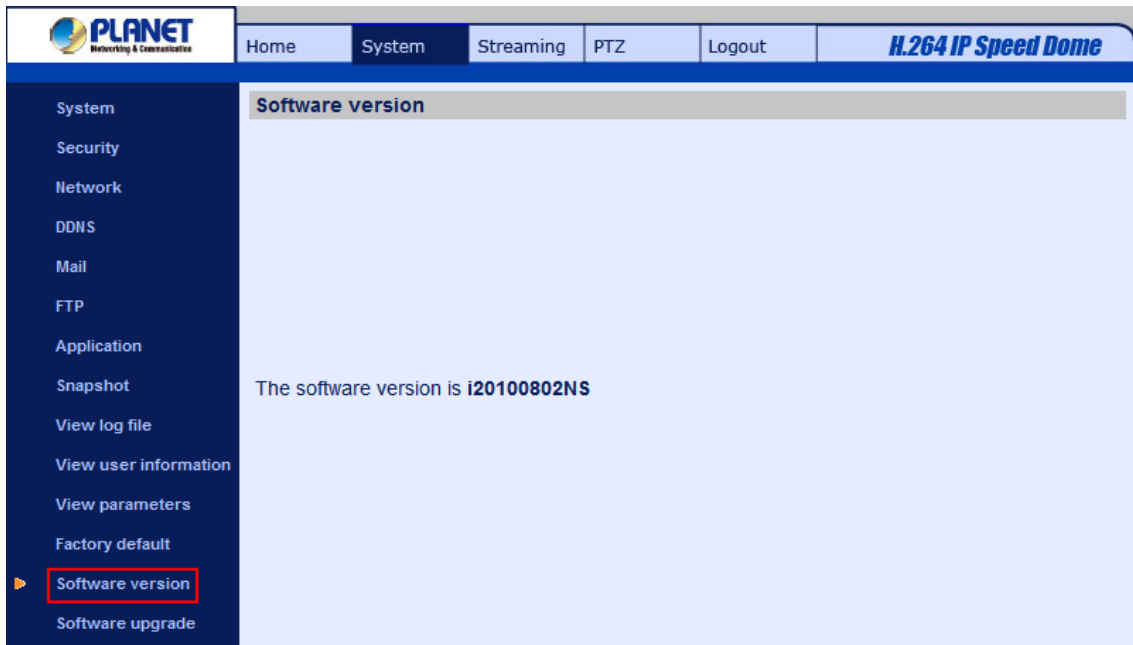 PLANET
Networking & Communication
Home System Streaming PTZ Logout H.264 IP Speed Dome
System
Security
Network
DDNS
Mail
FTP
Application
Snapshot
View log file
View user information
View parameters
Factory default
Software version
Software upgrade
Software version
The software version is i20100802NS